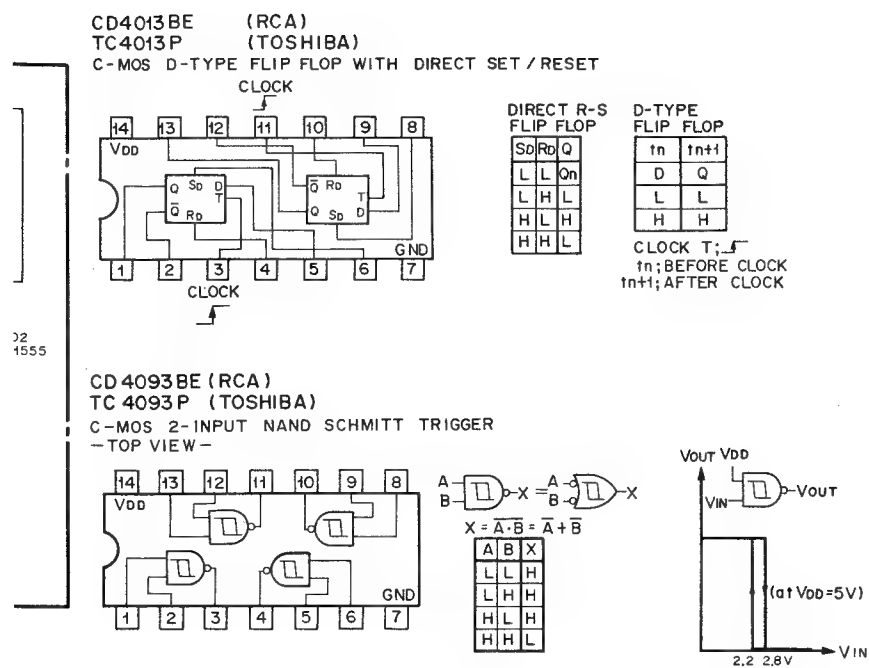 CD4013BE (RCA)
TC4013P (TOSHIBA)
C-MOS D-TYPE FLIP FLOP WITH DIRECT SET / RESET
CLOCK
14 13 12 11 10 9 8
VDD
Q SD D
T
Q̅ RD
Q̅ RD
T
Q D
SD
GND
1 2 3 4 5 6 7
CLOCK
DIRECT R-S
FLIP FLOP
SD RD Q
L L Qn
L H L
H L H
H H L
D-TYPE
FLIP FLOP
tn tn+1
D Q
L L
H H
CLOCK T;
tn; BEFORE CLOCK
tn+1; AFTER CLOCK
02
1555
CD4093BE (RCA)
TC4093P (TOSHIBA)
C-MOS 2-INPUT NAND SCHMITT TRIGGER
-TOP VIEW-
14 13 12 11 10 9 8
VDD
GND
1 2 3 4 5 6 7
A B X = A B X
X = A̅·̅B̅ = A̅ + B̅
A B X
L L H
L H H
H L H
H H L
VOUT VDD
VIN VOUT
(at VDD=5V)
VIN
2.2 2.8V